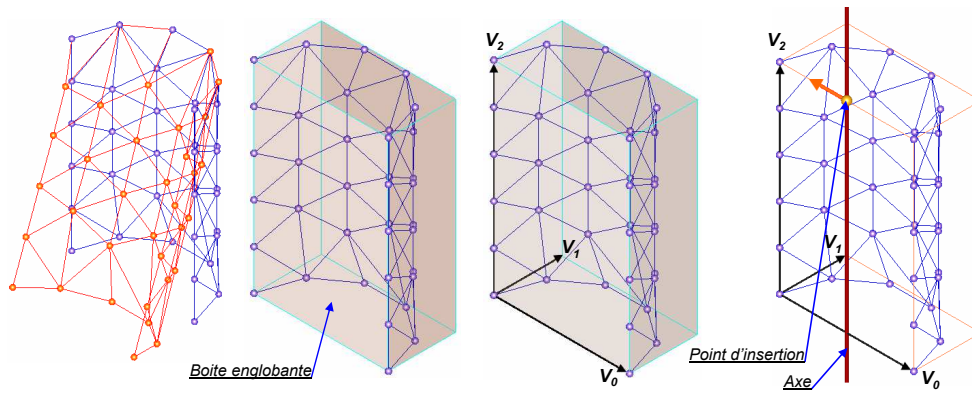 V2
V2
V1
V1
Boite englobante
V0
Point d'insertion
Axe
V0